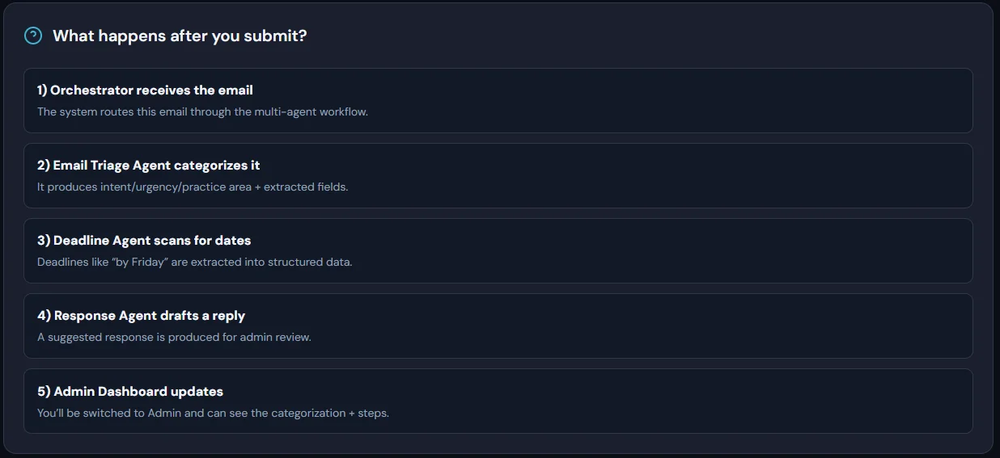 What happens after you submit?
1) Orchestrator receives the email
The system routes this email through the multi-agent workflow.
2) Email Triage Agent categorizes it
It produces intent/urgency/practice area + extracted fields.
3) Deadline Agent scans for dates
Deadlines like “by Friday” are extracted into structured data.
4) Response Agent drafts a reply
A suggested response is produced for admin review.
5) Admin Dashboard updates
You’ll be switched to Admin and can see the categorization + steps.